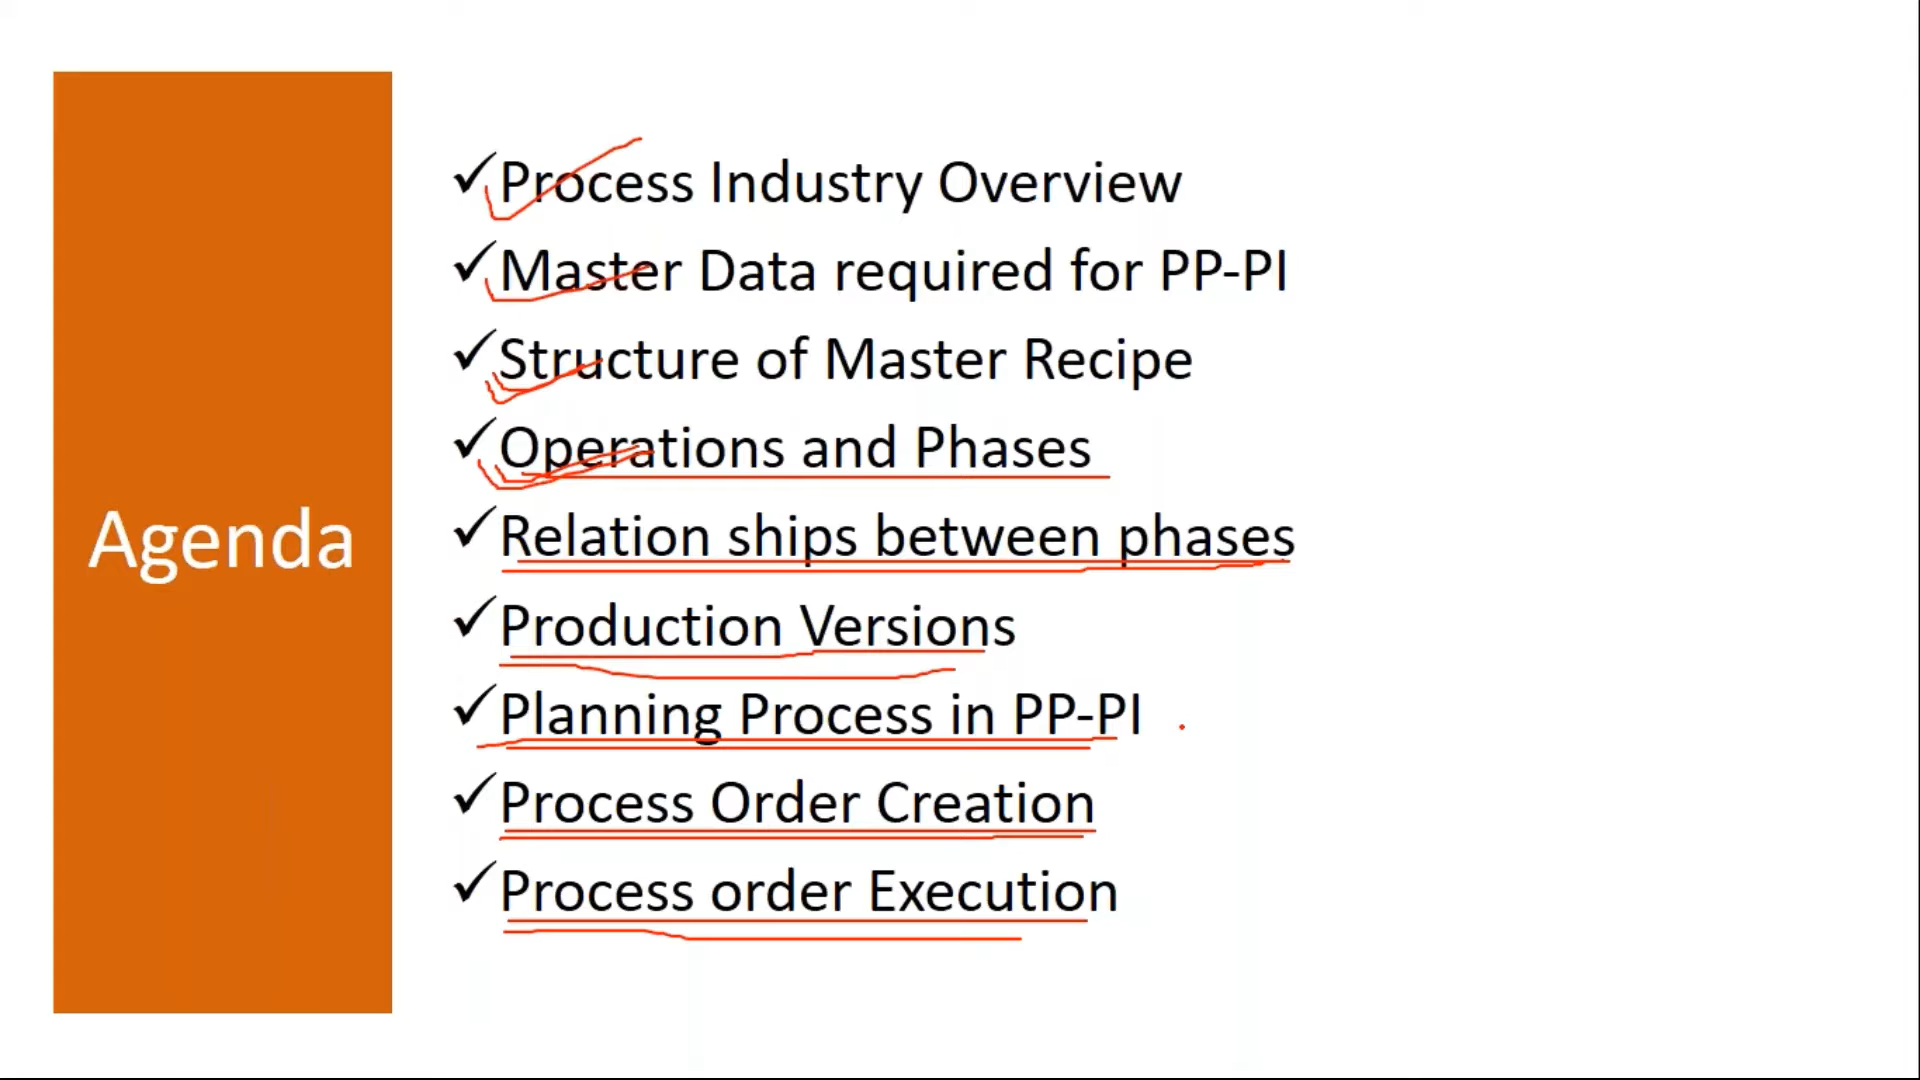 Agenda
✓Process Industry Overview
✓Master Data required for PP-PI
✓Structure of Master Recipe
✓Operations and Phases
✓Relation ships between phases
✓Production Versions
✓Planning Process in PP-PI
✓Process Order Creation
✓Process order Execution